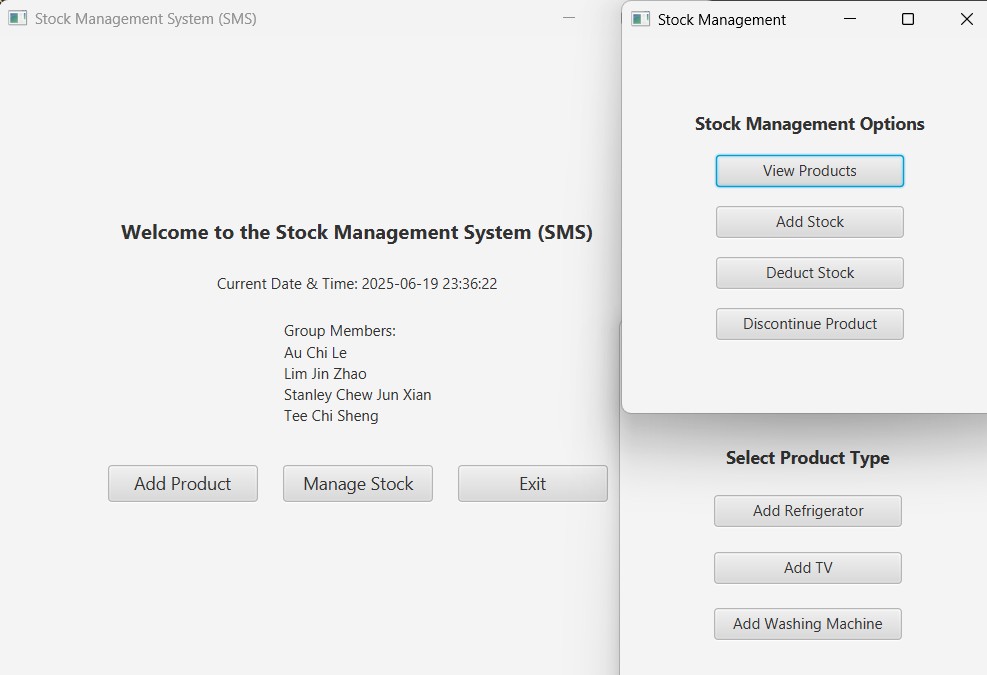 Stock Management System (SMS)
Welcome to the Stock Management System (SMS)
Current Date & Time: 2025-06-19 23:36:22
Group Members:
Au Chi Le
Lim Jin Zhao
Stanley Chew Jun Xian
Tee Chi Sheng
Add Product
Manage Stock
Exit
Stock Management
Stock Management Options
View Products
Add Stock
Deduct Stock
Discontinue Product
Select Product Type
Add Refrigerator
Add TV
Add Washing Machine